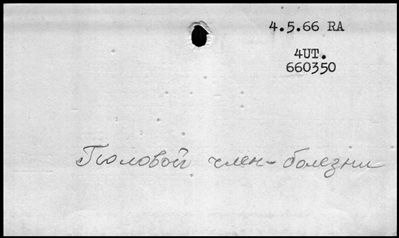 4.5.66 RA
4UT.
660350
Половой член-болезни